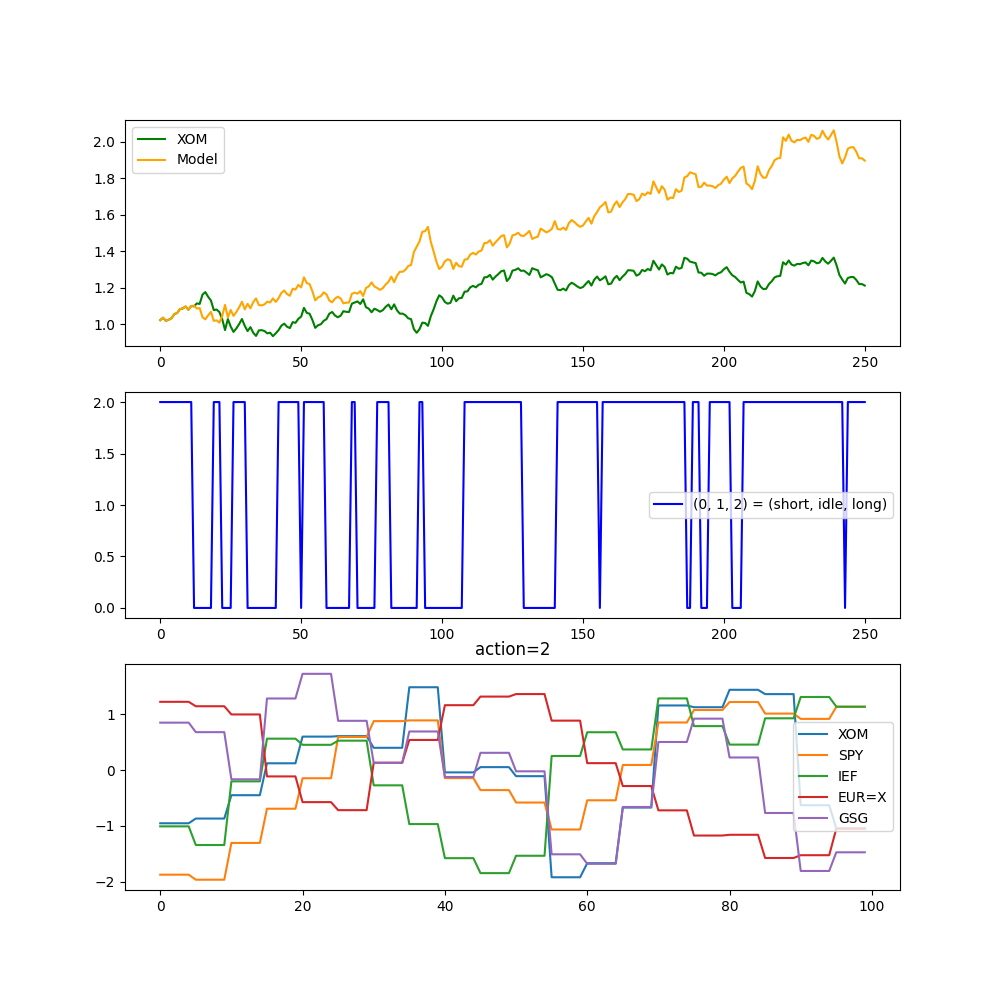 2.0
1.8
1.6
1.4
1.2
1.0
XOM
Model
0 50 100 150 200 250
2.0
1.5
1.0
0.5
0.0
(0, 1, 2) = (short, idle, long)
0 50 100 150 200 250
action=2
1
0
−1
−2
XOM
SPY
IEF
EUR=X
GSG
0 20 40 60 80 100